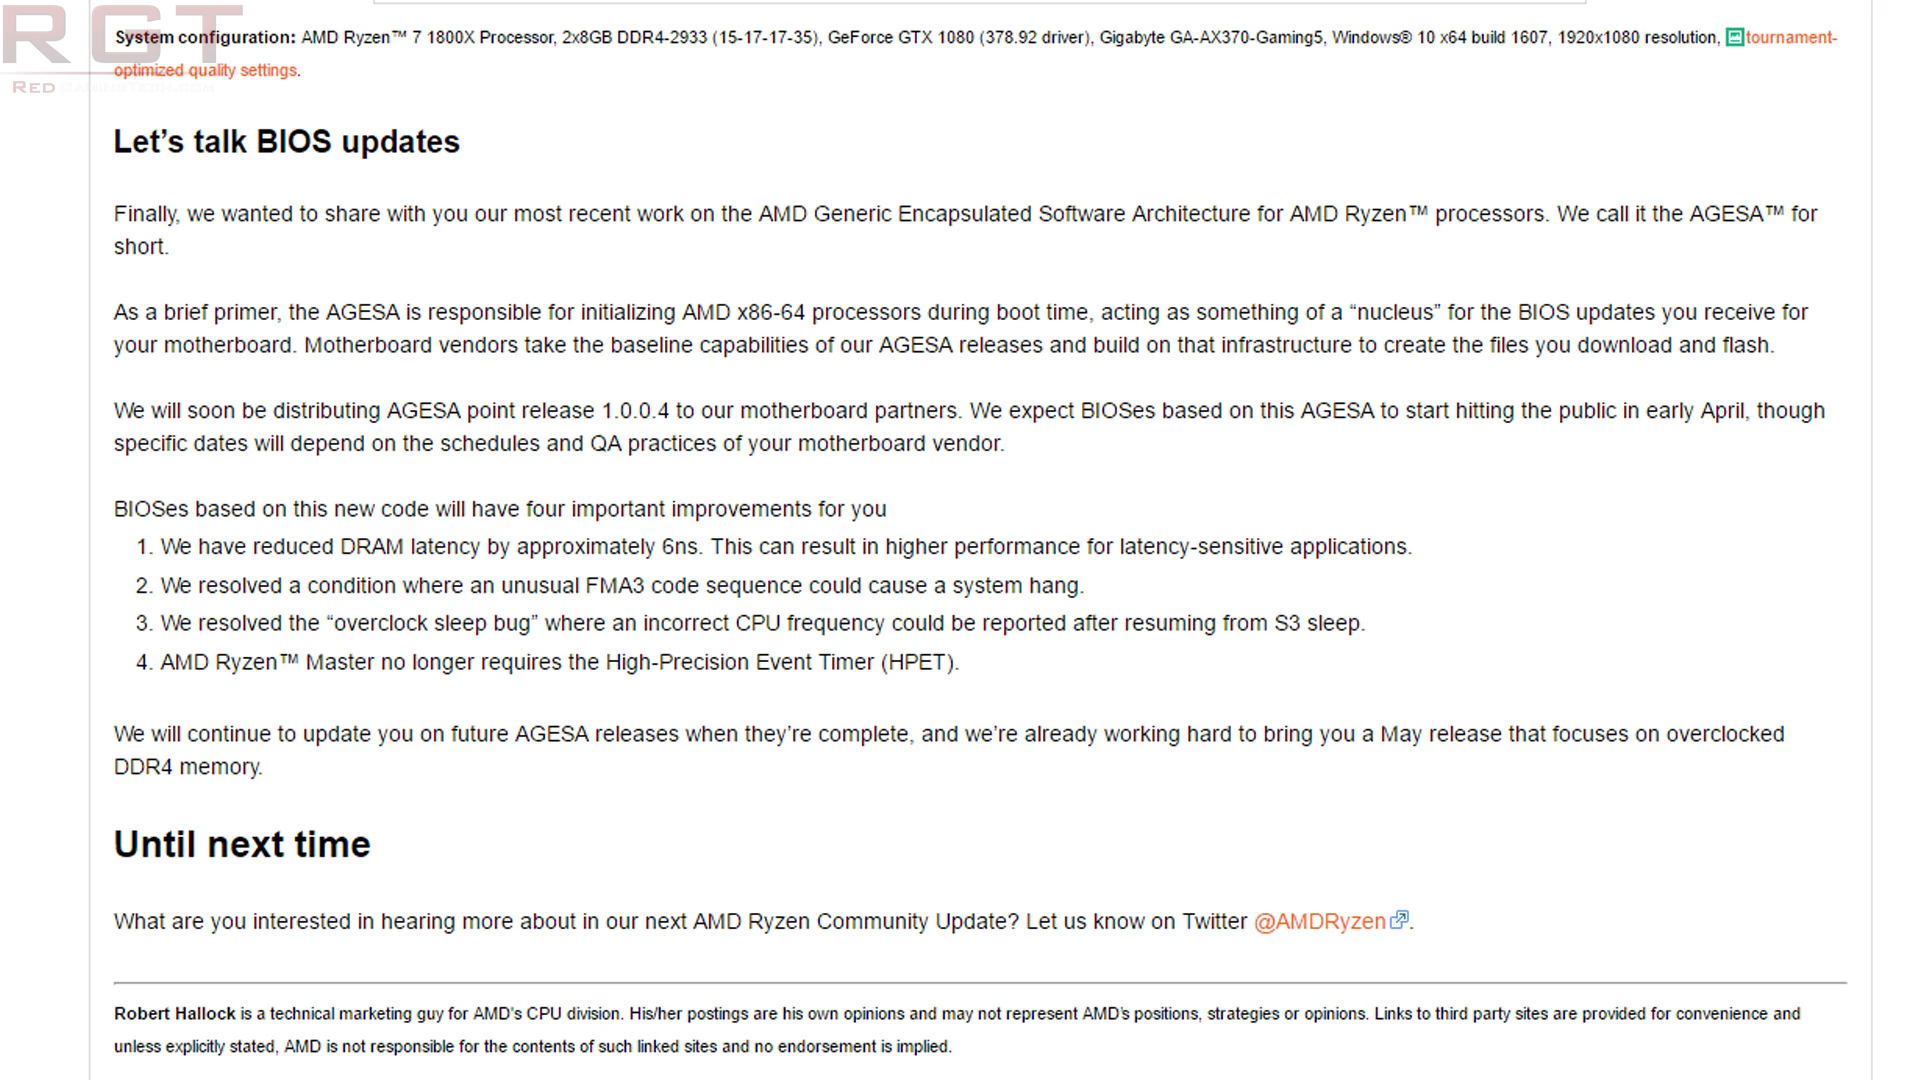 RGT
RED GAMINGTECH.COM
System configuration: AMD Ryzen™ 7 1800X Processor, 2x8GB DDR4-2933 (15-17-17-35), GeForce GTX 1080 (378.92 driver), Gigabyte GA-AX370-Gaming5, Windows® 10 x64 build 1607, 1920x1080 resolution, tournament-
optimized quality settings.
Let’s talk BIOS updates
Finally, we wanted to share with you our most recent work on the AMD Generic Encapsulated Software Architecture for AMD Ryzen™ processors. We call it the AGESA™ for
short.
As a brief primer, the AGESA is responsible for initializing AMD x86-64 processors during boot time, acting as something of a “nucleus” for the BIOS updates you receive for
your motherboard. Motherboard vendors take the baseline capabilities of our AGESA releases and build on that infrastructure to create the files you download and flash.
We will soon be distributing AGESA point release 1.0.0.4 to our motherboard partners. We expect BIOSes based on this AGESA to start hitting the public in early April, though
specific dates will depend on the schedules and QA practices of your motherboard vendor.
BIOSes based on this new code will have four important improvements for you
1. We have reduced DRAM latency by approximately 6ns. This can result in higher performance for latency-sensitive applications.
2. We resolved a condition where an unusual FMA3 code sequence could cause a system hang.
3. We resolved the “overclock sleep bug” where an incorrect CPU frequency could be reported after resuming from S3 sleep.
4. AMD Ryzen™ Master no longer requires the High-Precision Event Timer (HPET).
We will continue to update you on future AGESA releases when they’re complete, and we’re already working hard to bring you a May release that focuses on overclocked
DDR4 memory.
Until next time
What are you interested in hearing more about in our next AMD Ryzen Community Update? Let us know on Twitter @AMDRyzen.
Robert Hallock is a technical marketing guy for AMD's CPU division. His/her postings are his own opinions and may not represent AMD’s positions, strategies or opinions. Links to third party sites are provided for convenience and
unless explicitly stated, AMD is not responsible for the contents of such linked sites and no endorsement is implied.